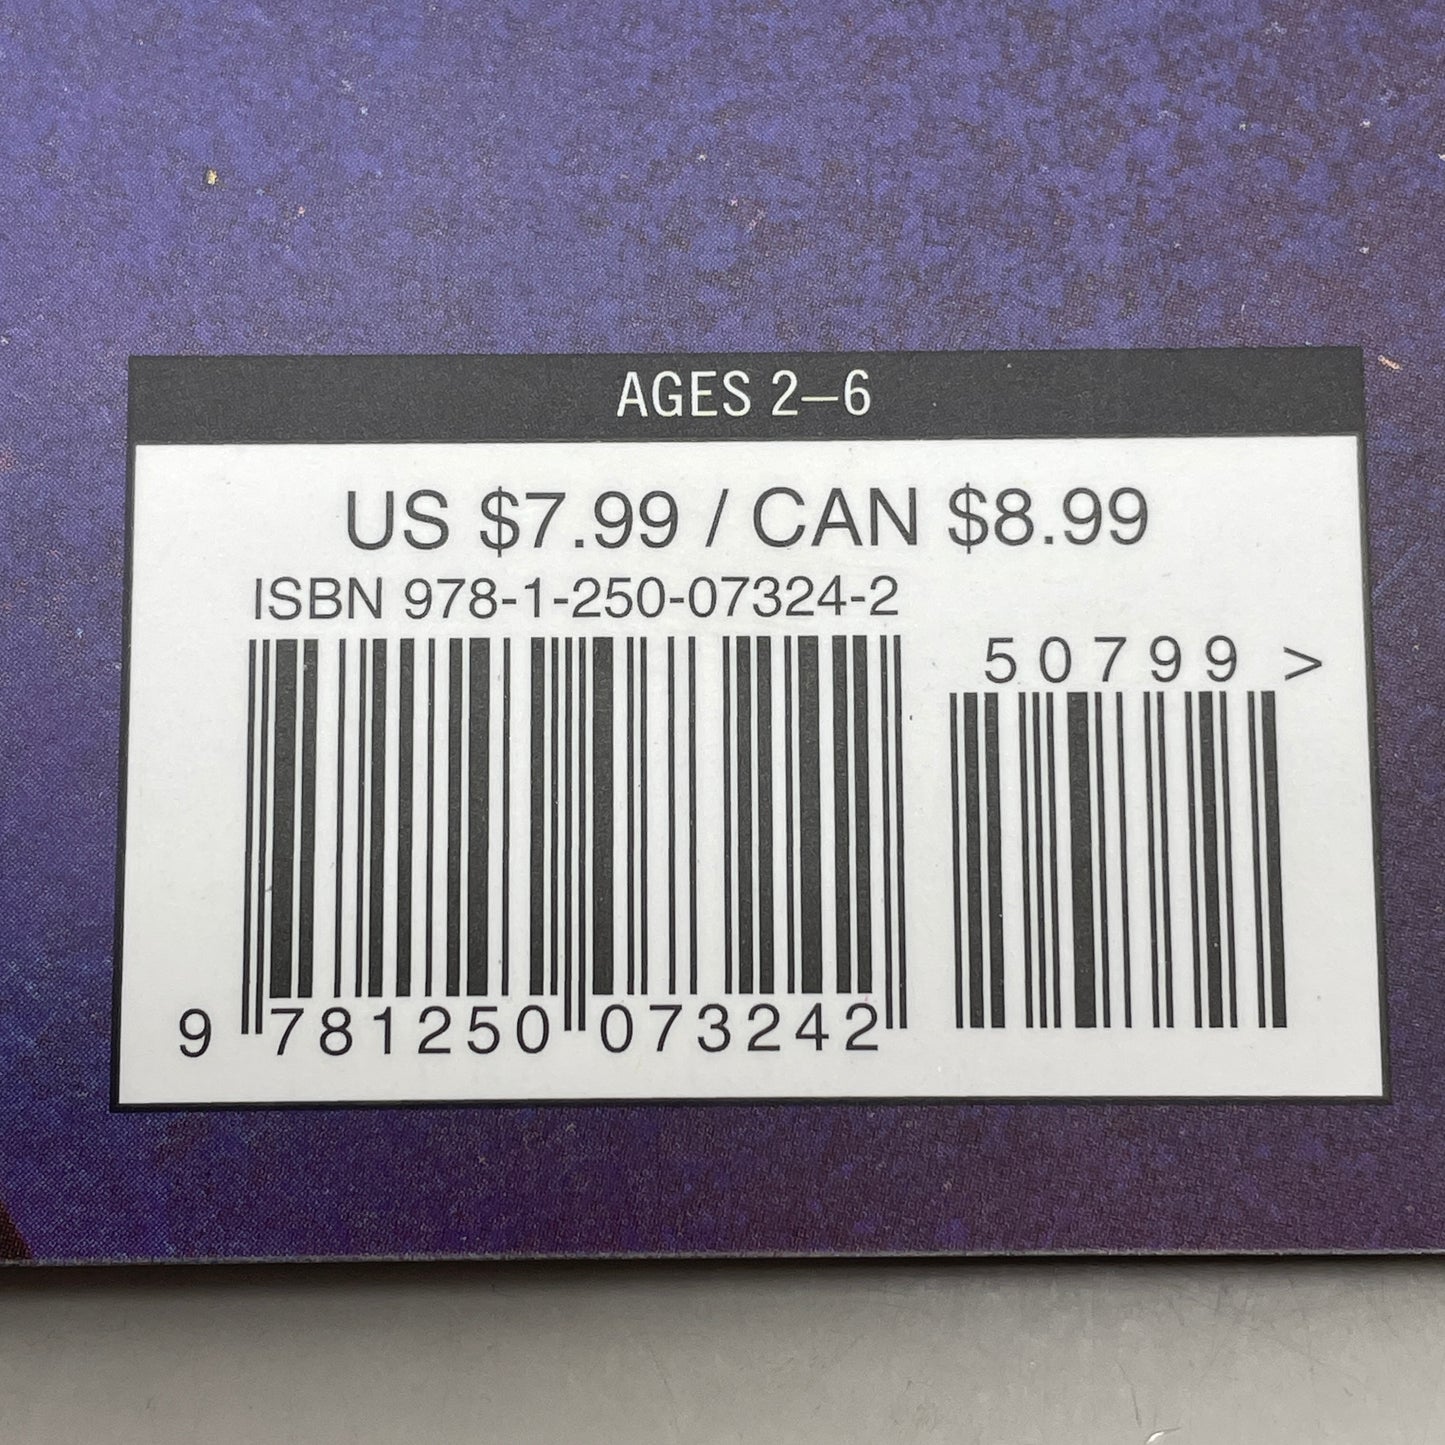 AGES 2–6
US $7.99 / CAN $8.99
ISBN 978-1-250-07324-2
50799 >
9 781250 073242